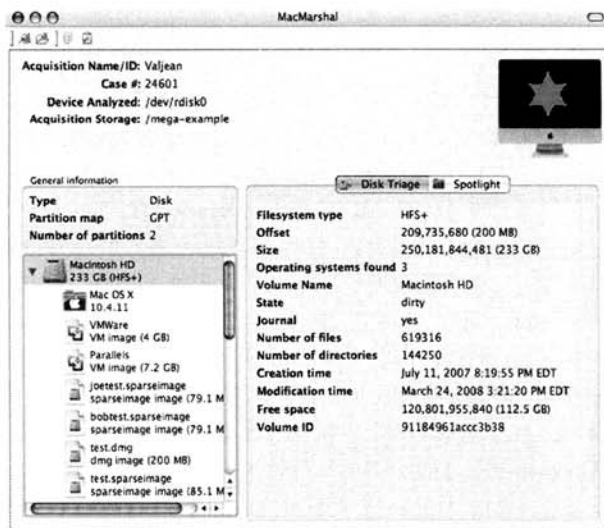 MacMarshal
Acquisition Name/ID: Valjean
Case #: 24601
Device Analyzed: /dev/rdisk0
Acquisition Storage: /mega-example
General information
Type Disk
Partition map GPT
Number of partitions 2
Macintosh HD
233 GB (HFS+)
Mac OS X
10.4.11
VMWare
VM image (4 GB)
Parallels
VM image (7.2 GB)
joetest.sparseimage
sparseimage image (79.1 M
bobtest.sparseimage
sparseimage image (79.1 M
test.dmg
dmg image (200 MB)
test.sparseimage
sparseimage image (85.1 M
Disk Triage Spotlight
Filesystem type HFS+
Offset 209,735,680 (200 MB)
Size 250,181,844,481 (233 GB)
Operating systems found 3
Volume Name Macintosh HD
State dirty
Journal yes
Number of files 619316
Number of directories 144250
Creation time July 11, 2007 8:19:55 PM EDT
Modification time March 24, 2008 3:21:20 PM EDT
Free space 120,801,955,840 (112.5 GB)
Volume ID 91184961accc3b38